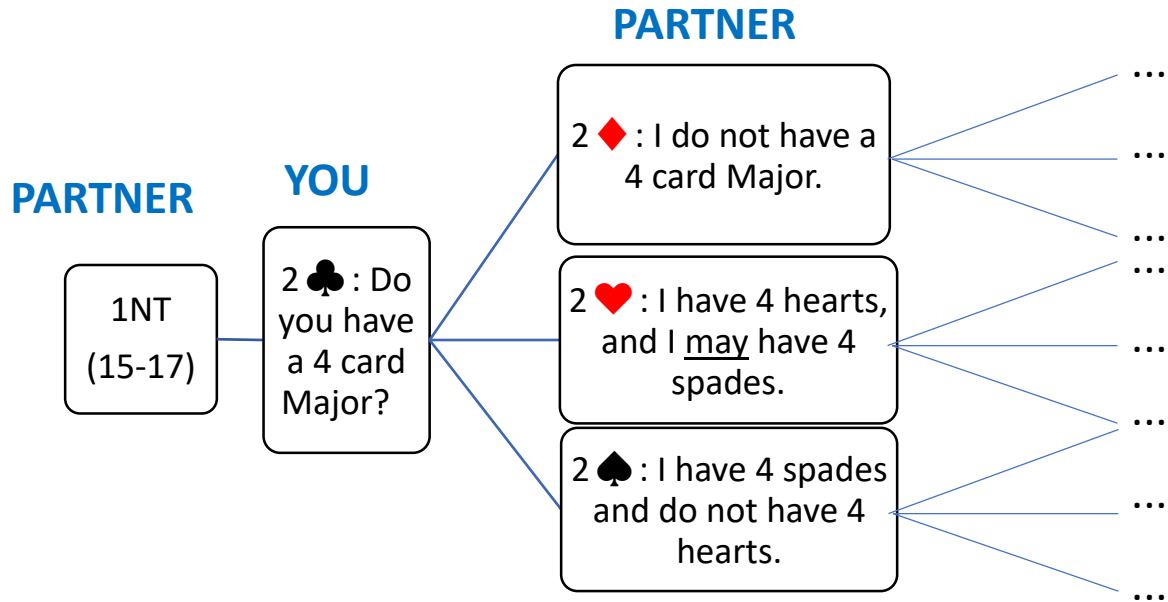 PARTNER
YOU
PARTNER
1NT
(15-17)
2 ♣ : Do
you have
a 4 card
Major?
2 ♦ : I do not have a
4 card Major.
2 ♥ : I have 4 hearts,
and I may have 4
spades.
2 ♠ : I have 4 spades
and do not have 4
hearts.
...
...
...
...
...
...
...
...